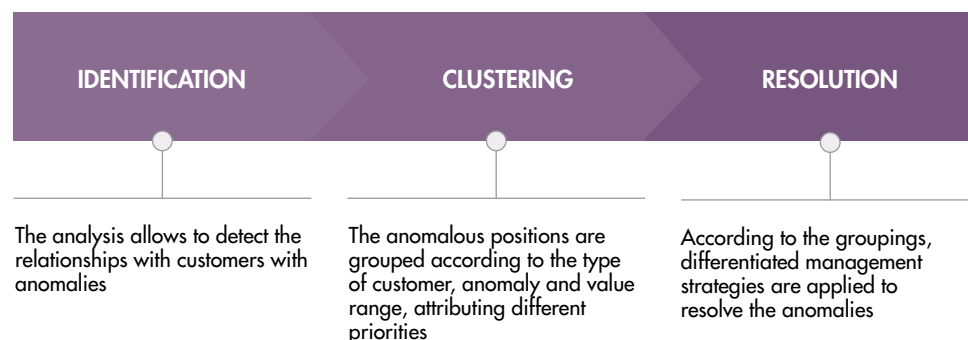 IDENTIFICATION
The analysis allows to detect the
relationships with customers with
anomalies
CLUSTERING
The anomalous positions are
grouped according to the type
of customer, anomaly and value
range, attributing different
priorities
RESOLUTION
According to the groupings,
differentiated management
strategies are applied to
resolve the anomalies